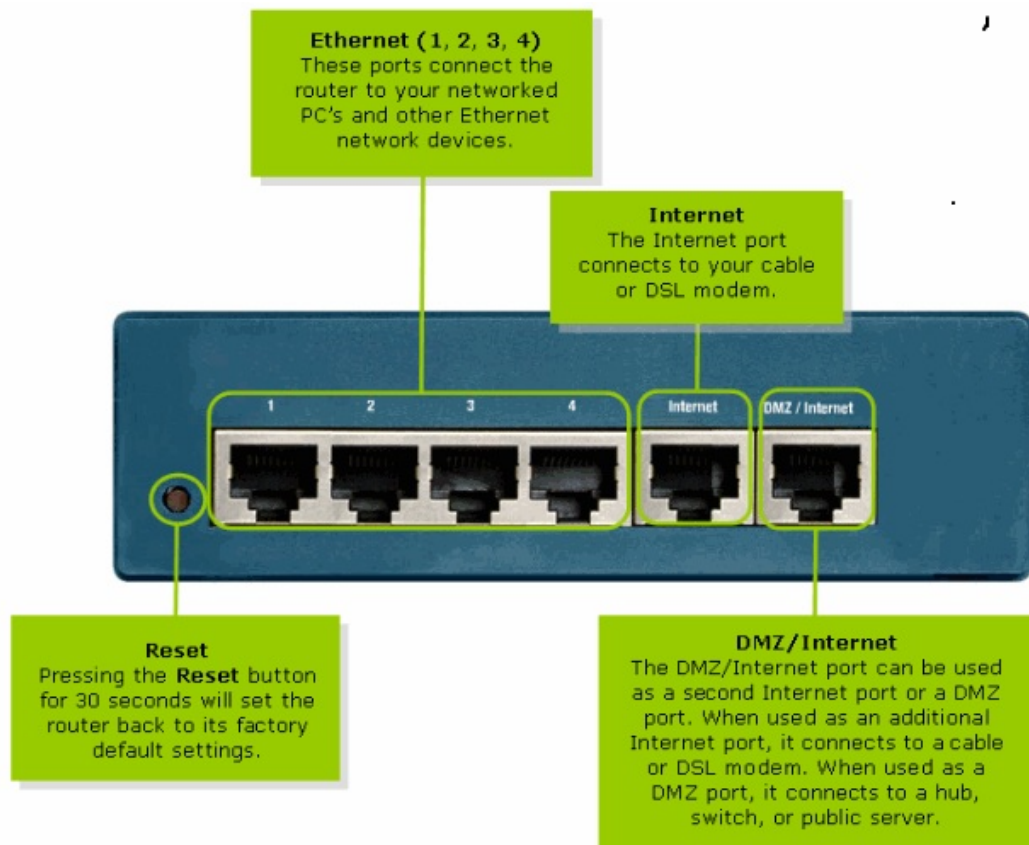 Ethernet (1, 2, 3, 4)
These ports connect the
router to your networked
PC's and other Ethernet
network devices.
Internet
The Internet port
connects to your cable
or DSL modem.
1
2
3
4
Internet
DMZ / Internet
Reset
Pressing the Reset button
for 30 seconds will set the
router back to its factory
default settings.
DMZ/Internet
The DMZ/Internet port can be used
as a second Internet port or a DMZ
port. When used as an additional
Internet port, it connects to a cable
or DSL modem. When used as a
DMZ port, it connects to a hub,
switch, or public server.